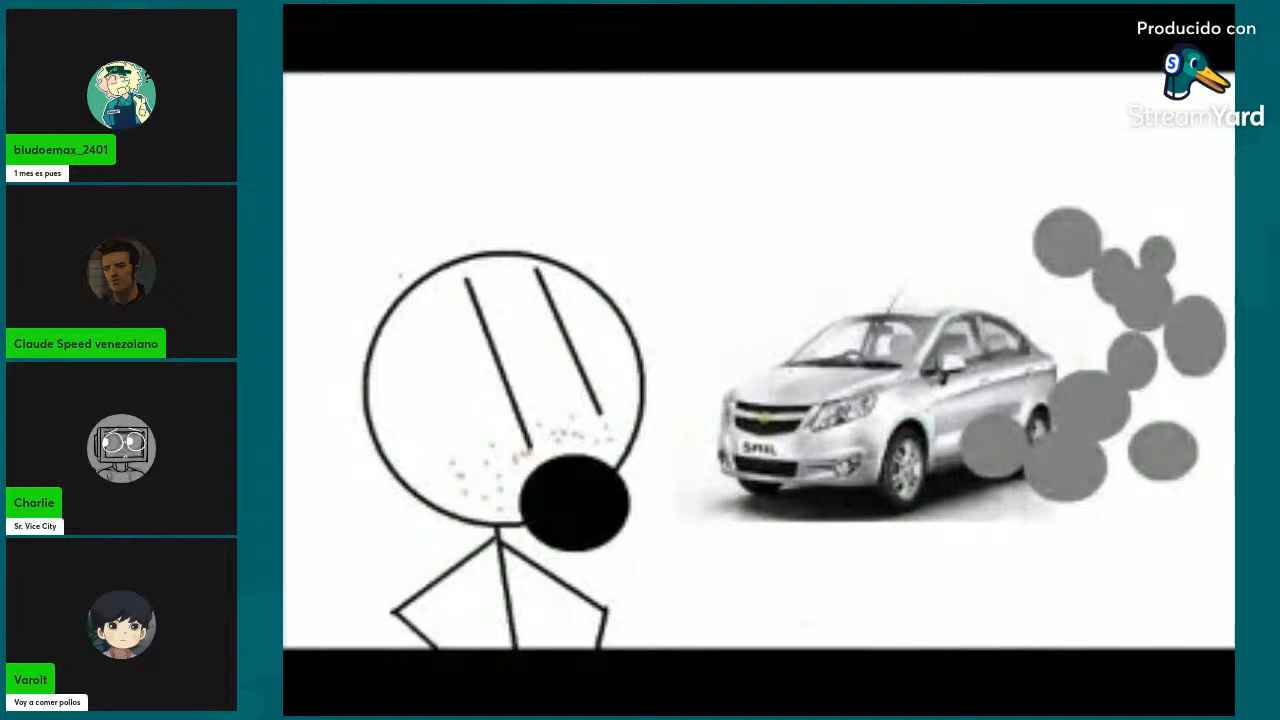 Producido con
StreamYard
bludoemax_2401
1 mes es pues
Claude Speed venezolano
Charlie
Sr. Vice City
Varolt
Voy a comer pollos